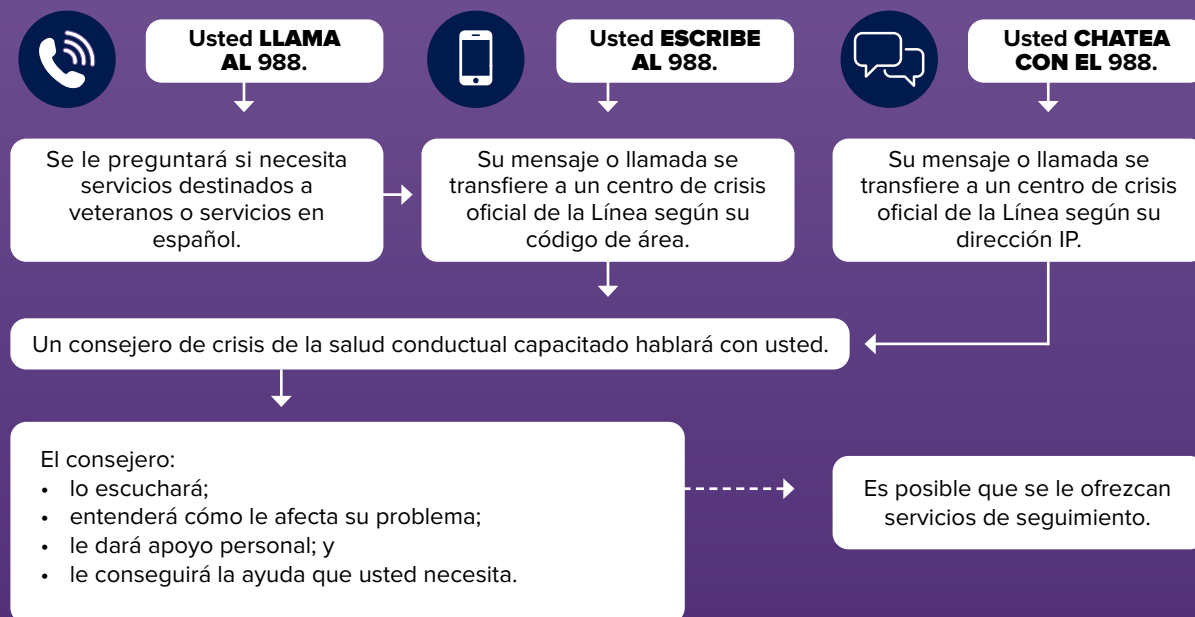 Usted LLAMA
AL 988.
Usted ESCRIBE
AL 988.
Usted CHATEA
CON EL 988.
Se le preguntará si necesita
servicios destinados a
veteranos o servicios en
español.
Su mensaje o llamada se
transfiere a un centro de crisis
oficial de la Línea según su
código de área.
Su mensaje o llamada se
transfiere a un centro de crisis
oficial de la Línea según su
dirección IP.
Un consejero de crisis de la salud conductual capacitado hablará con usted.
El consejero:
• lo escuchará;
• entenderá cómo le afecta su problema;
• le dará apoyo personal; y
• le conseguirá la ayuda que usted necesita.
Es posible que se le ofrezcan
servicios de seguimiento.